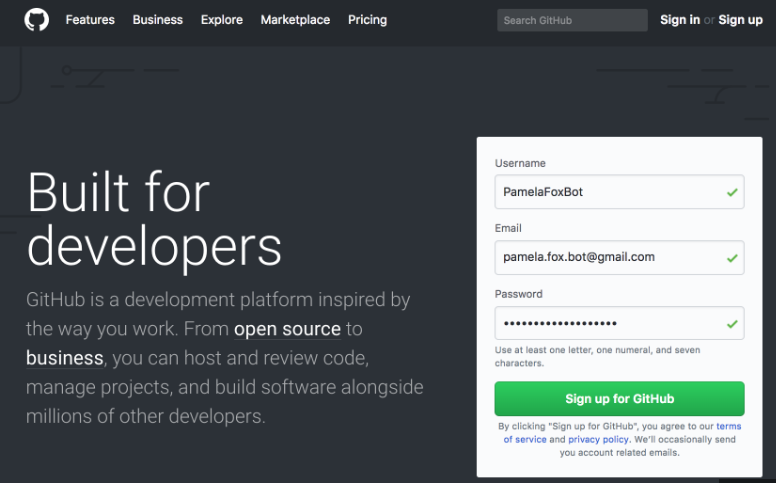 Features Business Explore Marketplace Pricing Search GitHub Sign in or Sign up
Built for
developers
GitHub is a development platform inspired by
the way you work. From open source to
business, you can host and review code,
manage projects, and build software alongside
millions of other developers.
Username
PamelaFoxBot
Email
pamela.fox.bot@gmail.com
Password
•••••••••••••••••••
Use at least one letter, one numeral, and seven
characters.
Sign up for GitHub
By clicking "Sign up for GitHub", you agree to our terms
of service and privacy policy. We'll occasionally send
you account related emails.